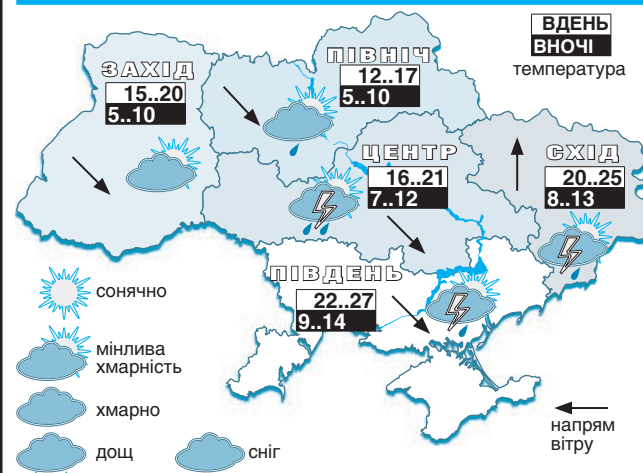 ВДЕНЬ
ВНОЧІ
температура
ПІВНІЧ
12..17
5..10
ЗАХІД
15..20
5..10
ЦЕНТР
16..21
7..12
СХІД
20..25
8..13
ПІВДЕНЬ
22..27
9..14
сонячно
мінлива
хмарність
хмарно
дощ
сніг
напрям
вітру